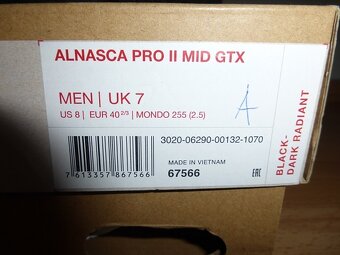 ALNASCA PRO II MID GTX
MEN | UK 7
US 8 | EUR 40 2/3 | MONDO 255 (2.5)
A
3020-06290-00132-1070
MADE IN VIETNAM
67566
7 613357 867566
EAC
BLACK-
DARK RADIANT